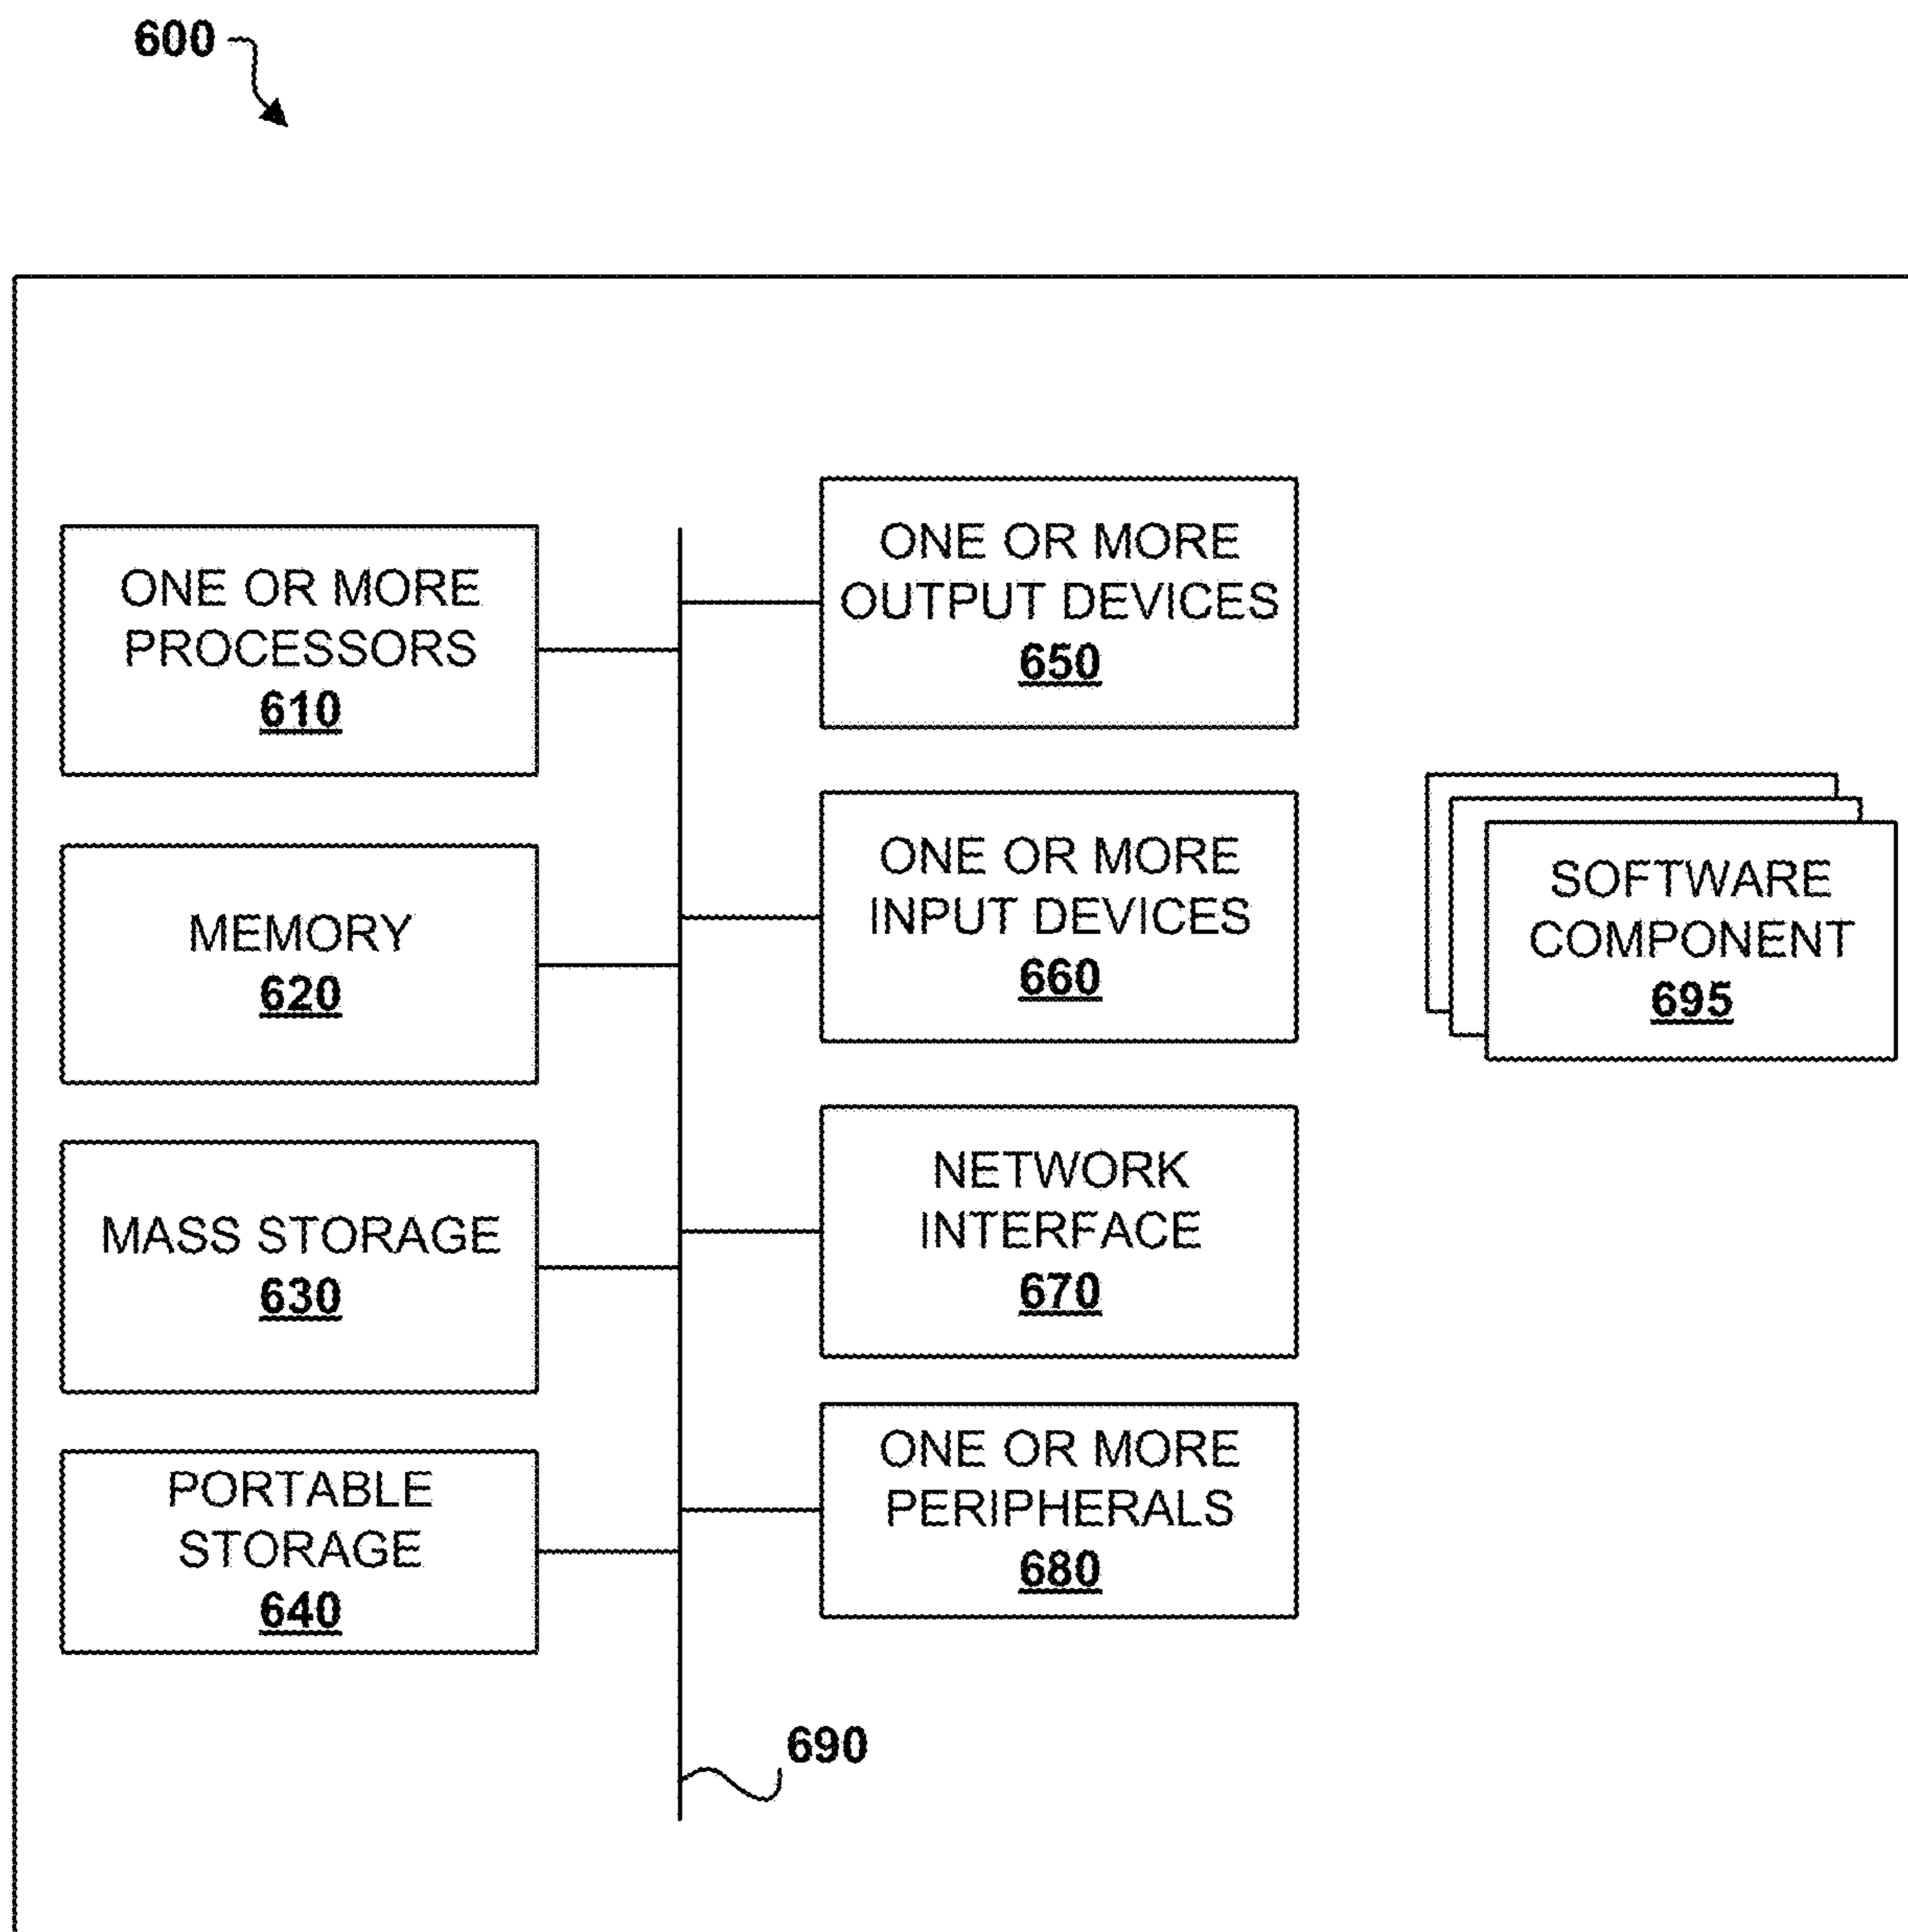 600
ONE OR MORE
PROCESSORS
610
MEMORY
620
MASS STORAGE
630
PORTABLE
STORAGE
640
ONE OR MORE
OUTPUT DEVICES
650
ONE OR MORE
INPUT DEVICES
660
NETWORK
INTERFACE
670
ONE OR MORE
PERIPHERALS
680
690
SOFTWARE
COMPONENT
695